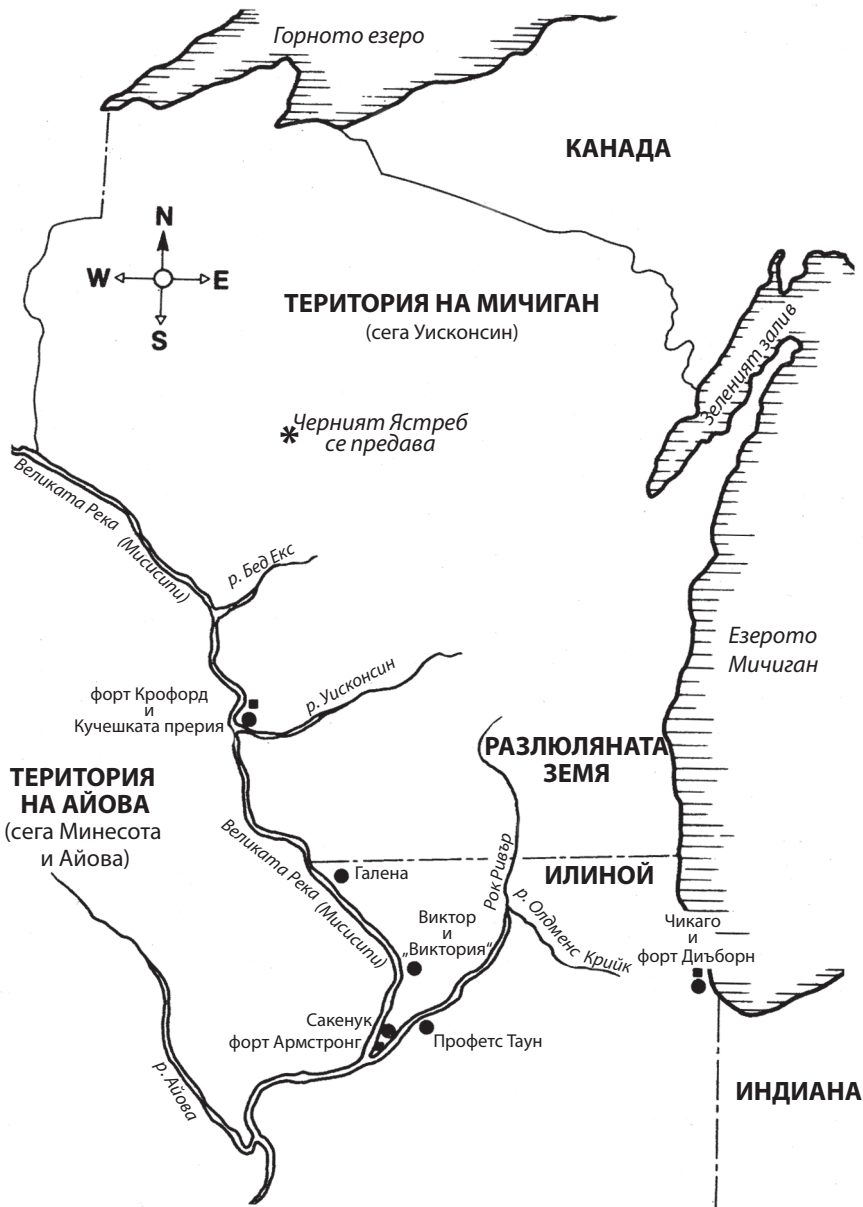 Горното езеро
КАНАДА
N
W
E
S
ТЕРИТОРИЯ НА МИЧИГАН
(сега Уисконсин)
Зеленият залив
*Черният Ястреб
се предава
Великата Река
(Мисисипи)
р. Бед Екс
Езерото
Мичиган
р. Уисконсин
форт Крофорд
и
Кучешката прерия
РАЗЛЮЛЯНАТА
ЗЕМЯ
ТЕРИТОРИЯ
НА АЙОВА
(сега Минесота
и Айова)
Великата Река
(Мисисипи)
Галена
ИЛИНОЙ
Рок Ривър
р. Олдменс Крийк
Виктор
и
„Виктория“
Чикаго
и
форт Диъборн
Сакенук
форт Армстронг
Профетс Таун
р. Айова
ИНДИАНА